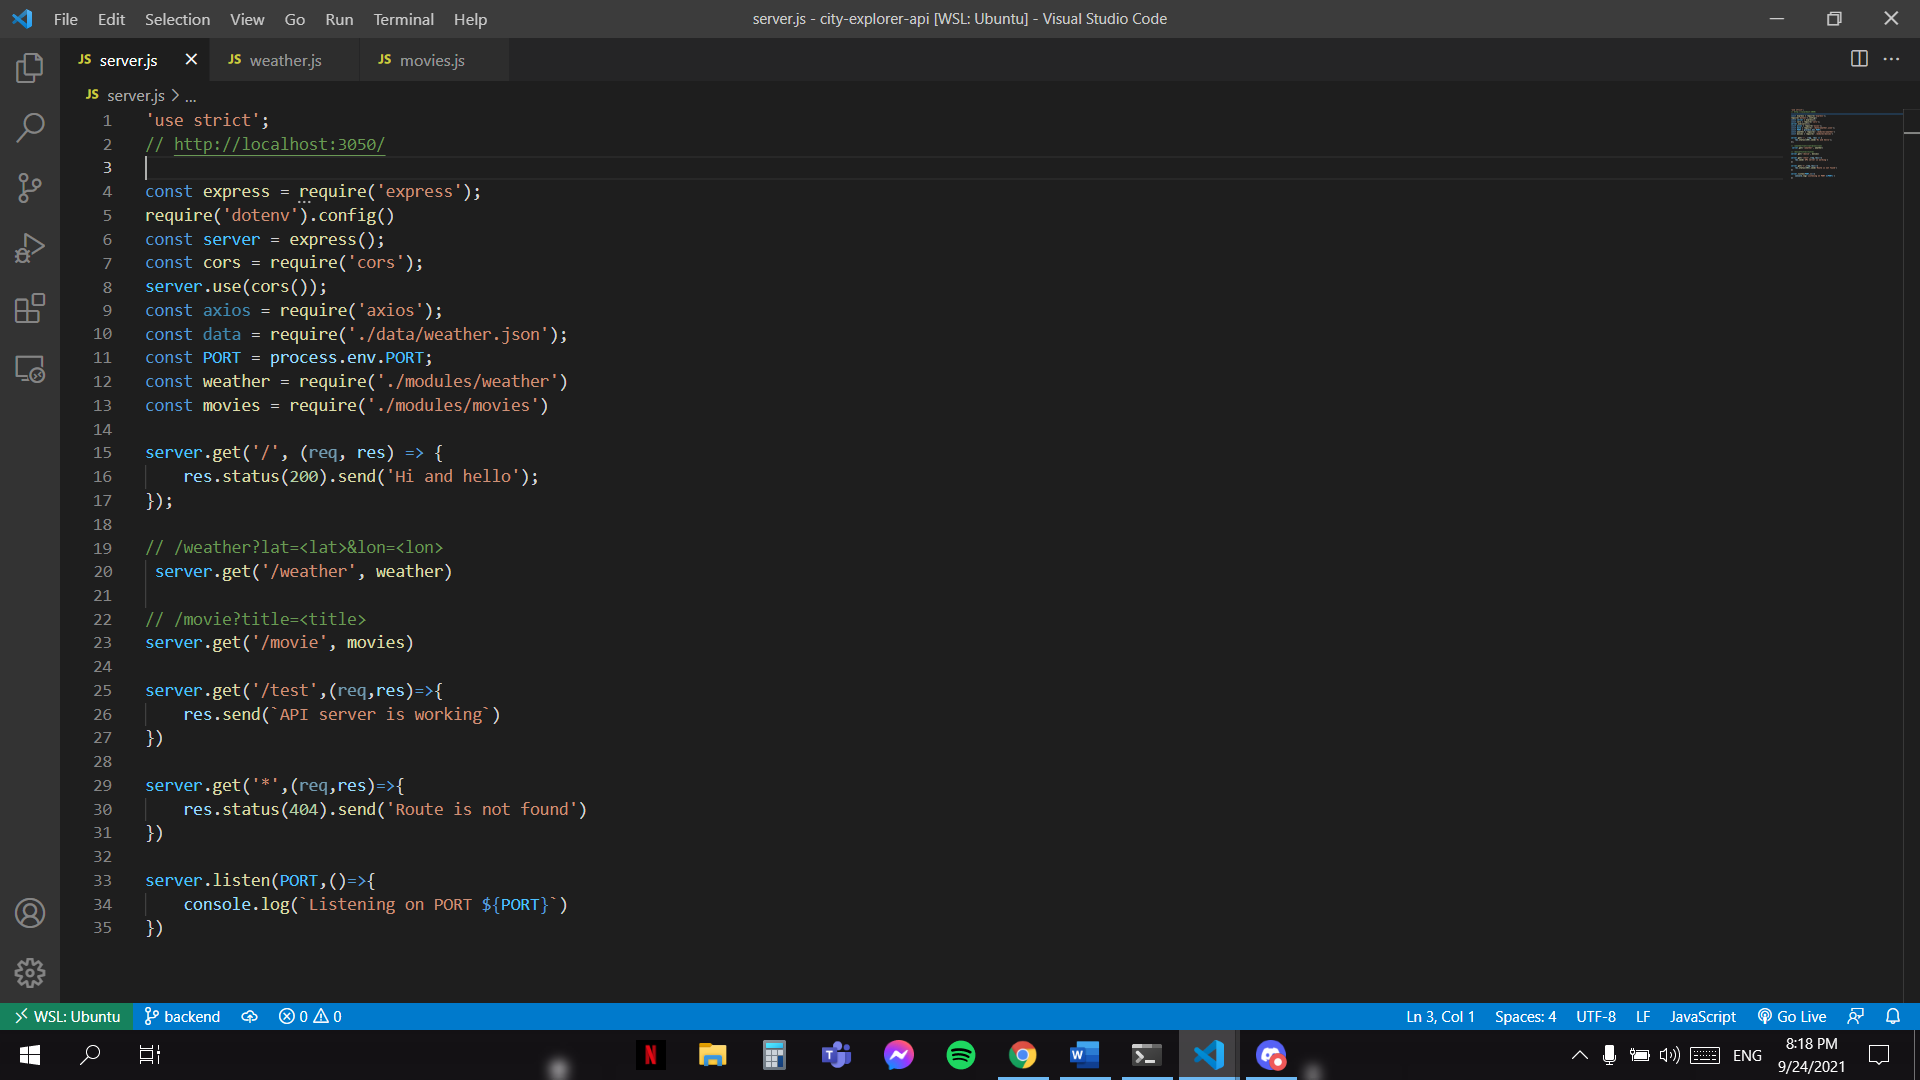 File Edit Selection View Go Run Terminal Help
server.js - city-explorer-api [WSL: Ubuntu] - Visual Studio Code
JS server.js
JS weather.js
JS movies.js
JS server.js > ...
1 'use strict';
2 // http://localhost:3050/
3
4 const express = require('express');
5 require('dotenv').config()
6 const server = express();
7 const cors = require('cors');
8 server.use(cors());
9 const axios = require('axios');
10 const data = require('./data/weather.json');
11 const PORT = process.env.PORT;
12 const weather = require('./modules/weather')
13 const movies = require('./modules/movies')
14
15 server.get('/', (req, res) => {
16     res.status(200).send('Hi and hello');
17 });
18
19 // /weather?lat=<lat>&lon=<lon>
20  server.get('/weather', weather)
21
22 // /movie?title=<title>
23 server.get('/movie', movies)
24
25 server.get('/test',(req,res)=>{
26     res.send(`API server is working`)
27 })
28
29 server.get('*',(req,res)=>{
30     res.status(404).send('Route is not found')
31 })
32
33 server.listen(PORT,()=>{
34     console.log(`Listening on PORT ${PORT}`)
35 })
WSL: Ubuntu backend 0 0 Ln 3, Col 1 Spaces: 4 UTF-8 LF JavaScript Go Live
ENG
8:18 PM
9/24/2021